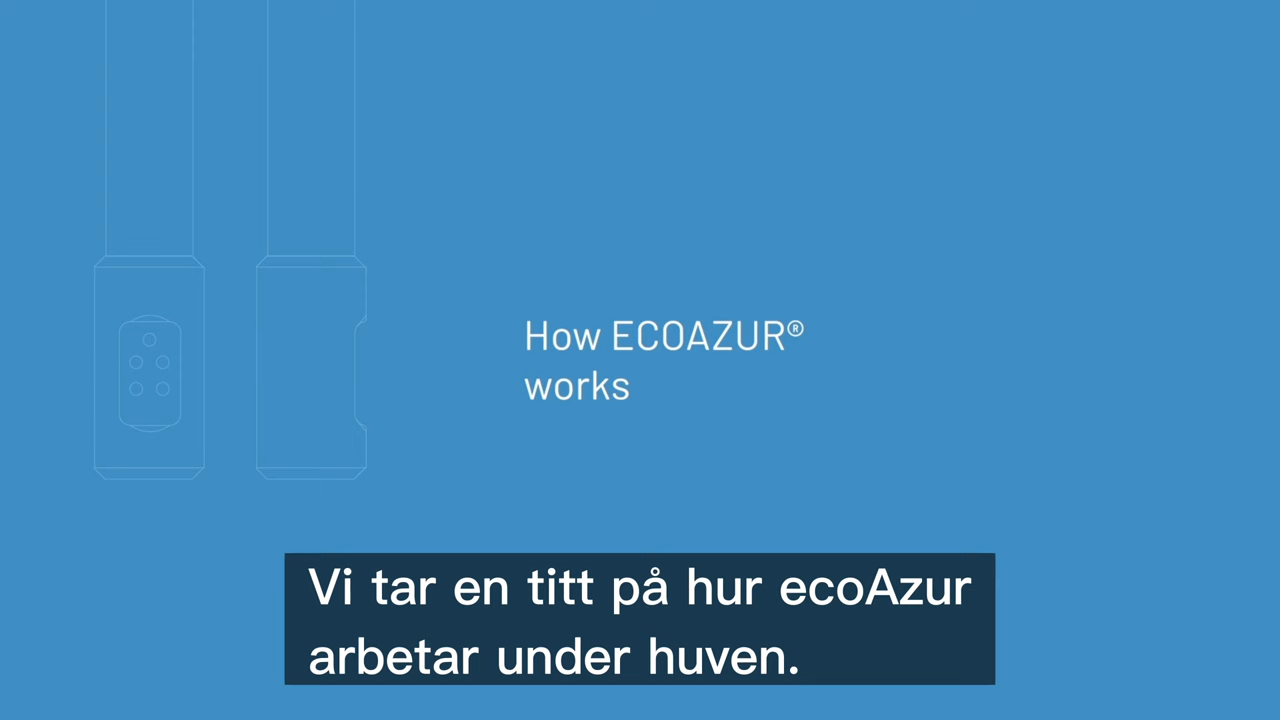 How ECOAZUR®
works
Vi tar en titt på hur ecoAzur
arbetar under huven.